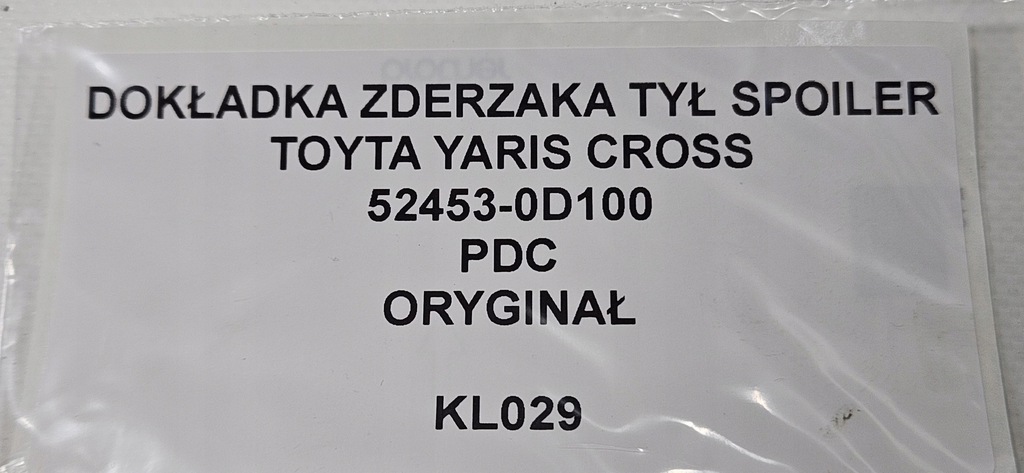 DOKŁADKA ZDERZAKA TYŁ SPOILER
TOYTA YARIS CROSS
52453-0D100
PDC
ORYGINAŁ
KL029